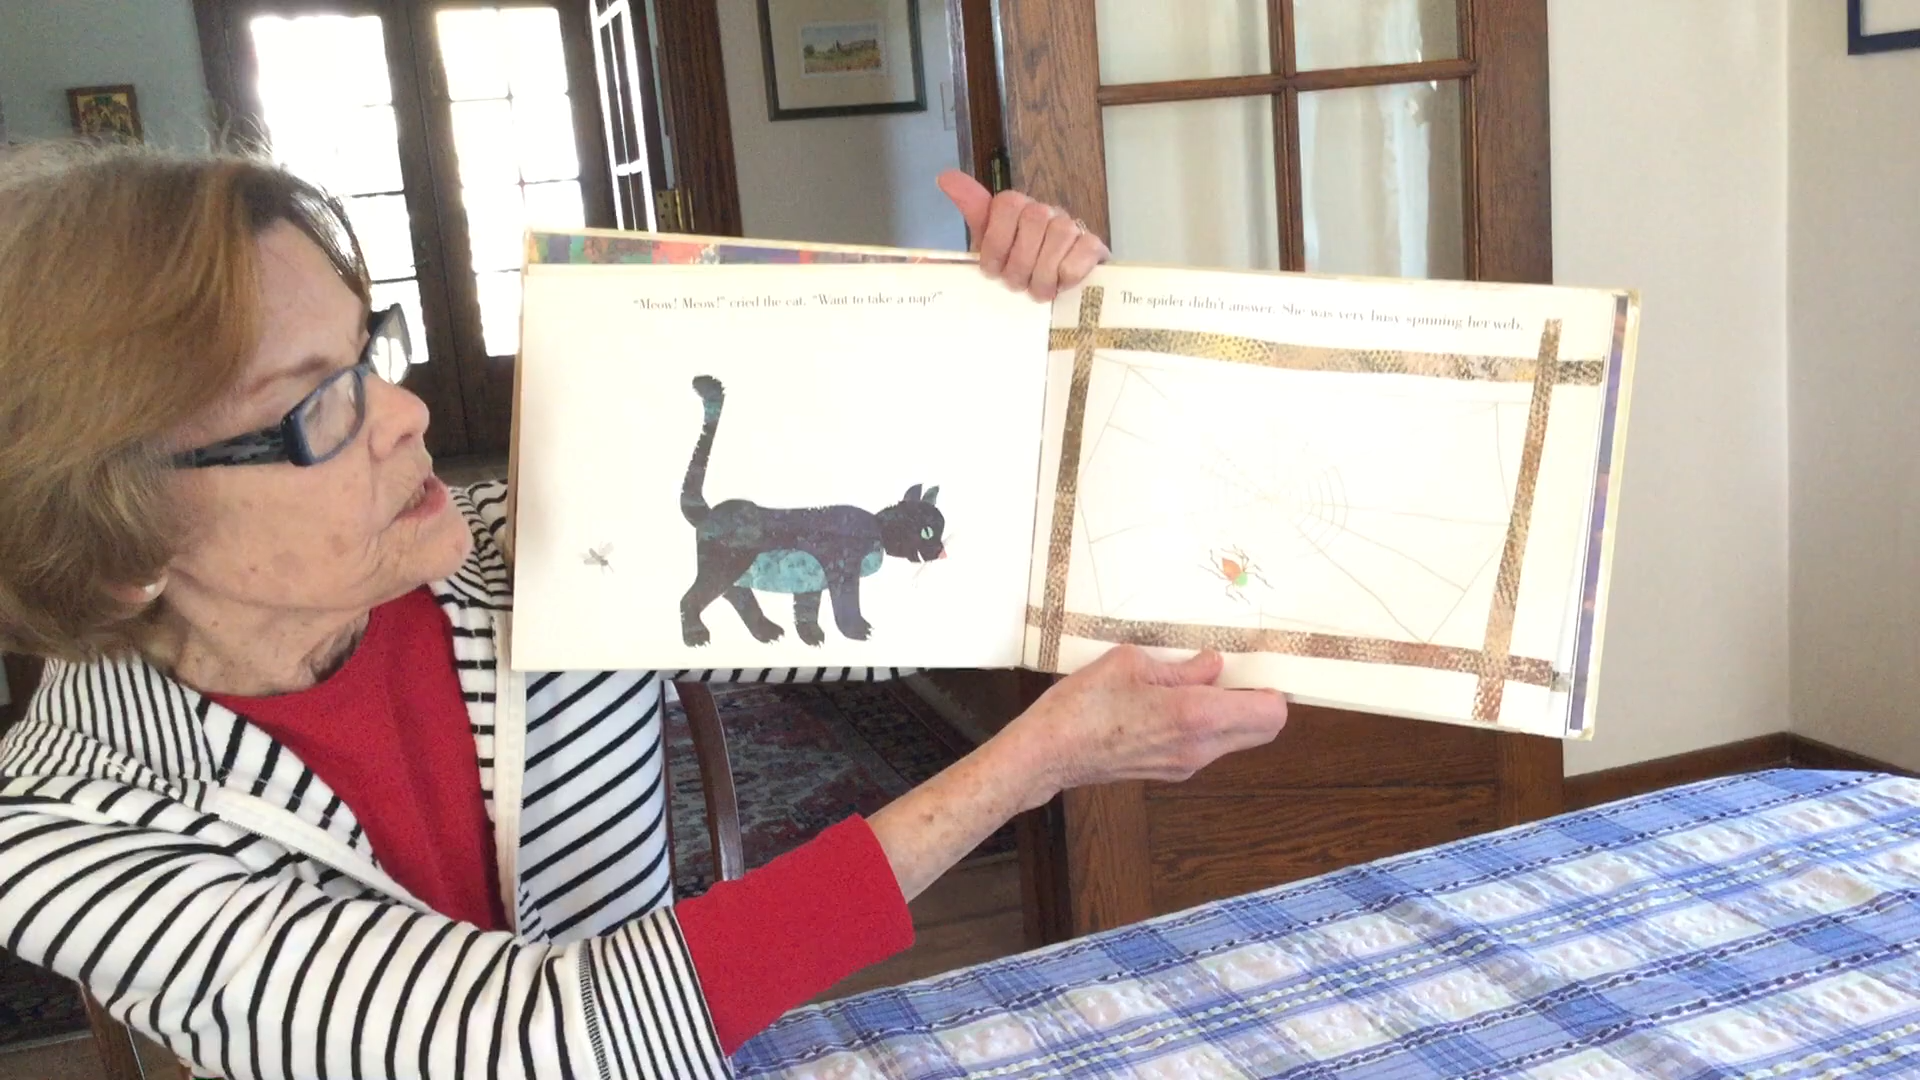 "Meow! Meow!" cried the cat. "Want to take a nap?"
The spider didn't answer. She was very busy spinning her web.